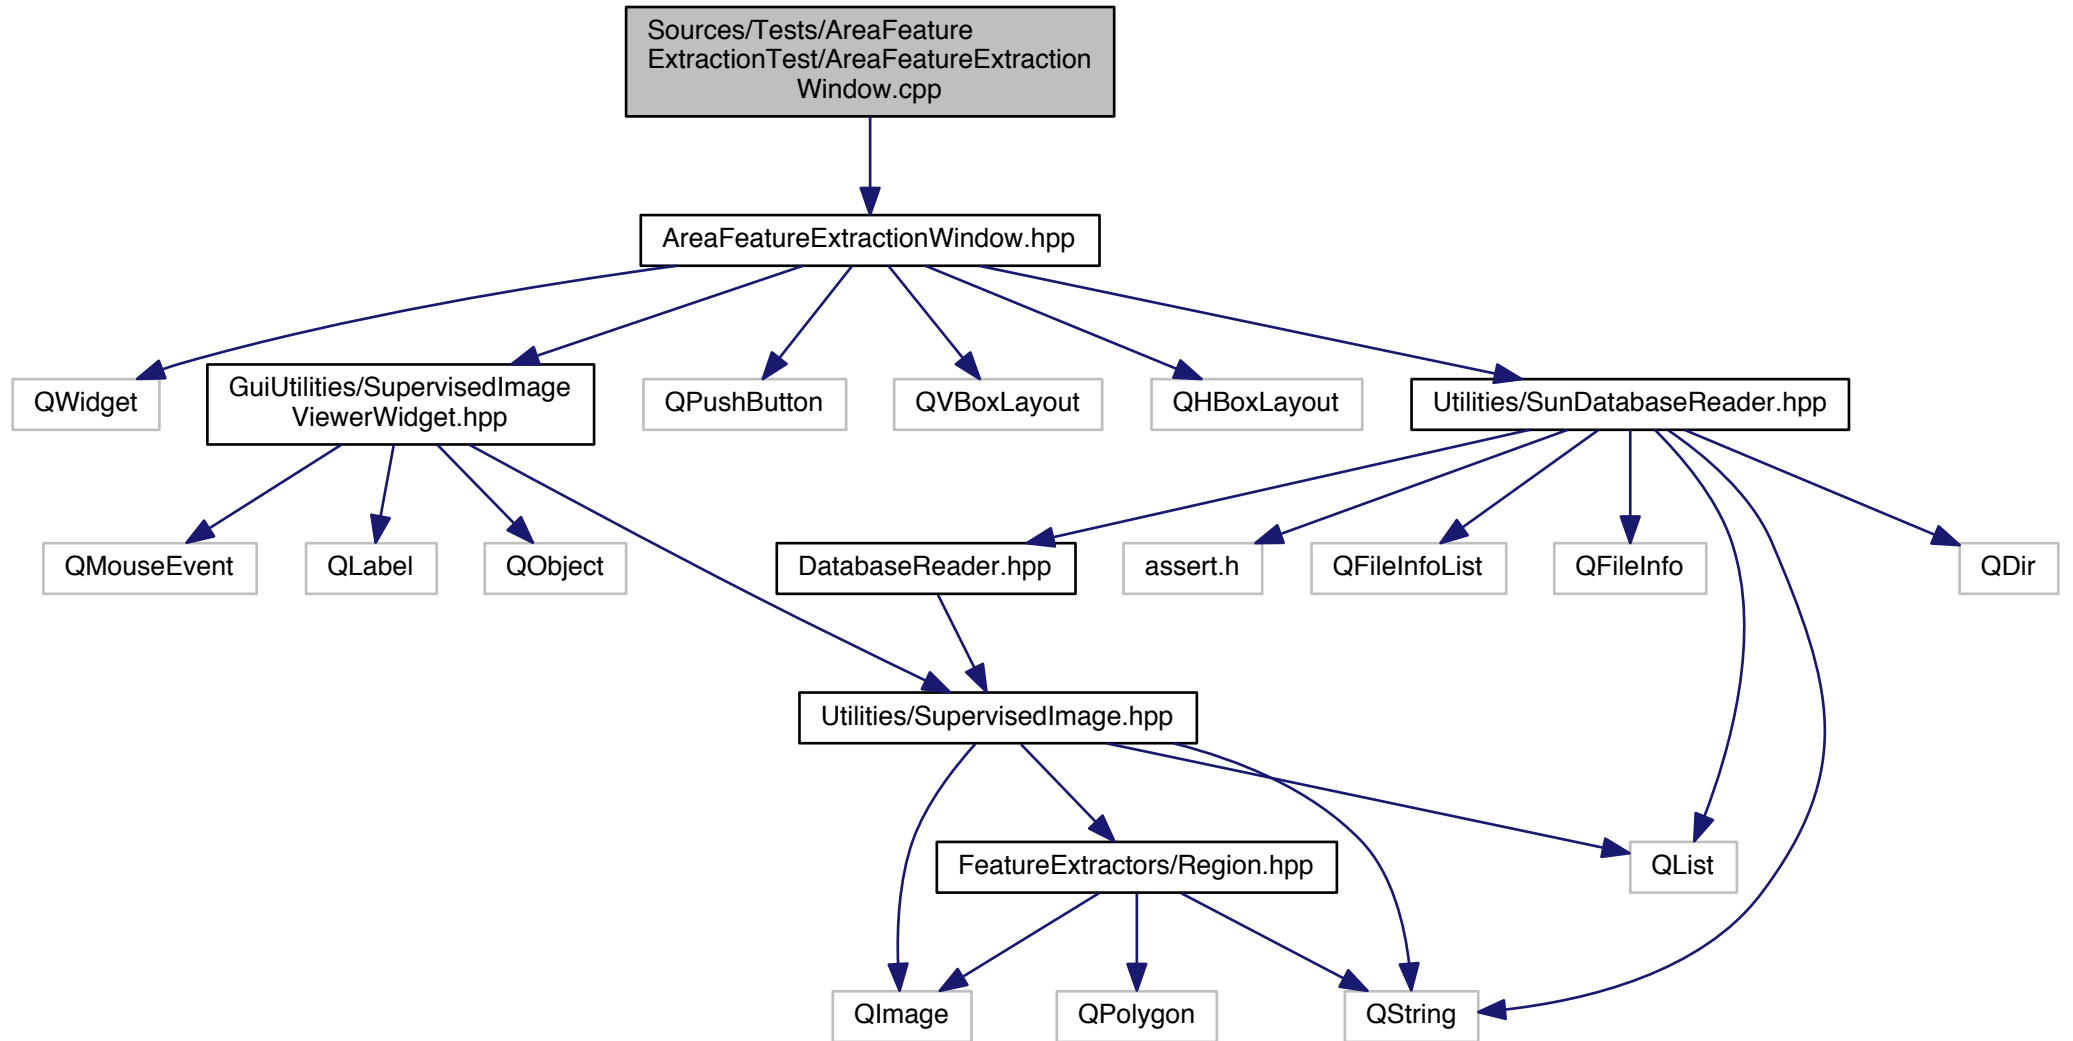 Sources/Tests/AreaFeature
ExtractionTest/AreaFeatureExtraction
Window.cpp
AreaFeatureExtractionWindow.hpp
QWidget
GuiUtilities/SupervisedImage
ViewerWidget.hpp
QPushButton
QVBoxLayout
QHBoxLayout
Utilities/SunDatabaseReader.hpp
QMouseEvent
QLabel
QObject
DatabaseReader.hpp
assert.h
QFileInfoList
QFileInfo
QDir
Utilities/SupervisedImage.hpp
FeatureExtractors/Region.hpp
QList
QImage
QPolygon
QString